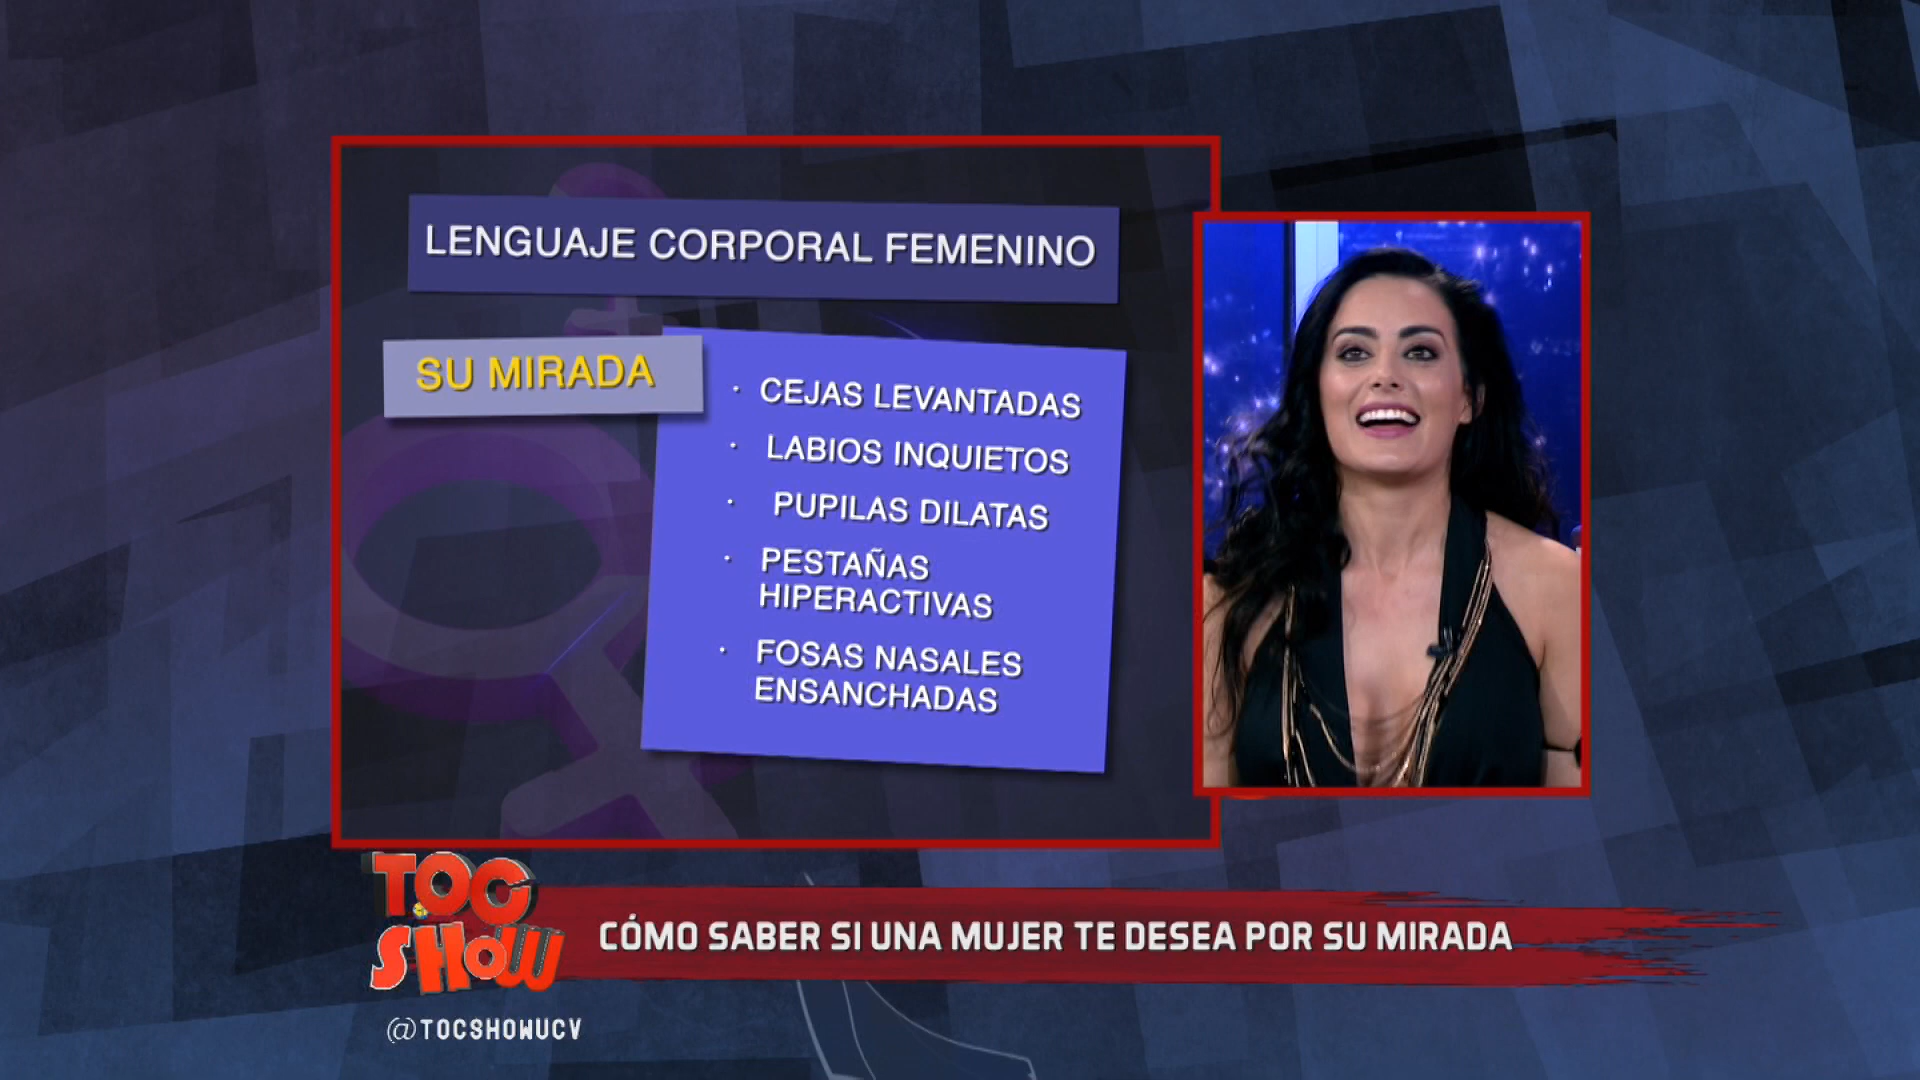 LENGUAJE CORPORAL FEMENINO
SU MIRADA
· CEJAS LEVANTADAS
· LABIOS INQUIETOS
· PUPILAS DILATAS
· PESTAÑAS
HIPERACTIVAS
· FOSAS NASALES
ENSANCHADAS
TOC
SHOW
CÓMO SABER SI UNA MUJER TE DESEA POR SU MIRADA
@TOCSHOWUCV